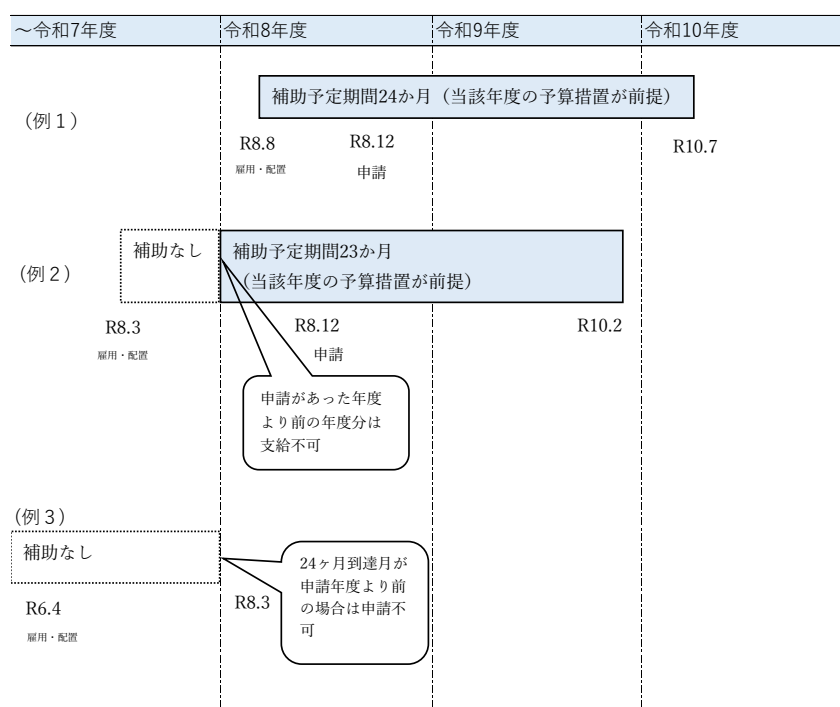 ～令和7年度 令和8年度 令和9年度 令和10年度
（例１）
補助予定期間24か月（当該年度の予算措置が前提）
R8.8 R8.12 R10.7
雇用・配置 申請
（例２）
補助なし
補助予定期間23か月
（当該年度の予算措置が前提）
R8.3 R8.12 R10.2
雇用・配置 申請
申請があった年度
より前の年度分は
支給不可
（例３）
補助なし
24ヶ月到達月が
申請年度より前
の場合は申請不
可
R6.4 R8.3
雇用・配置